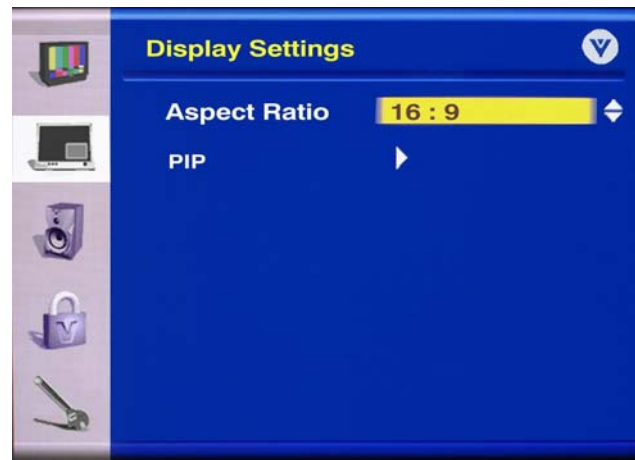 Display Settings
V
Aspect Ratio
16 : 9
PIP
V